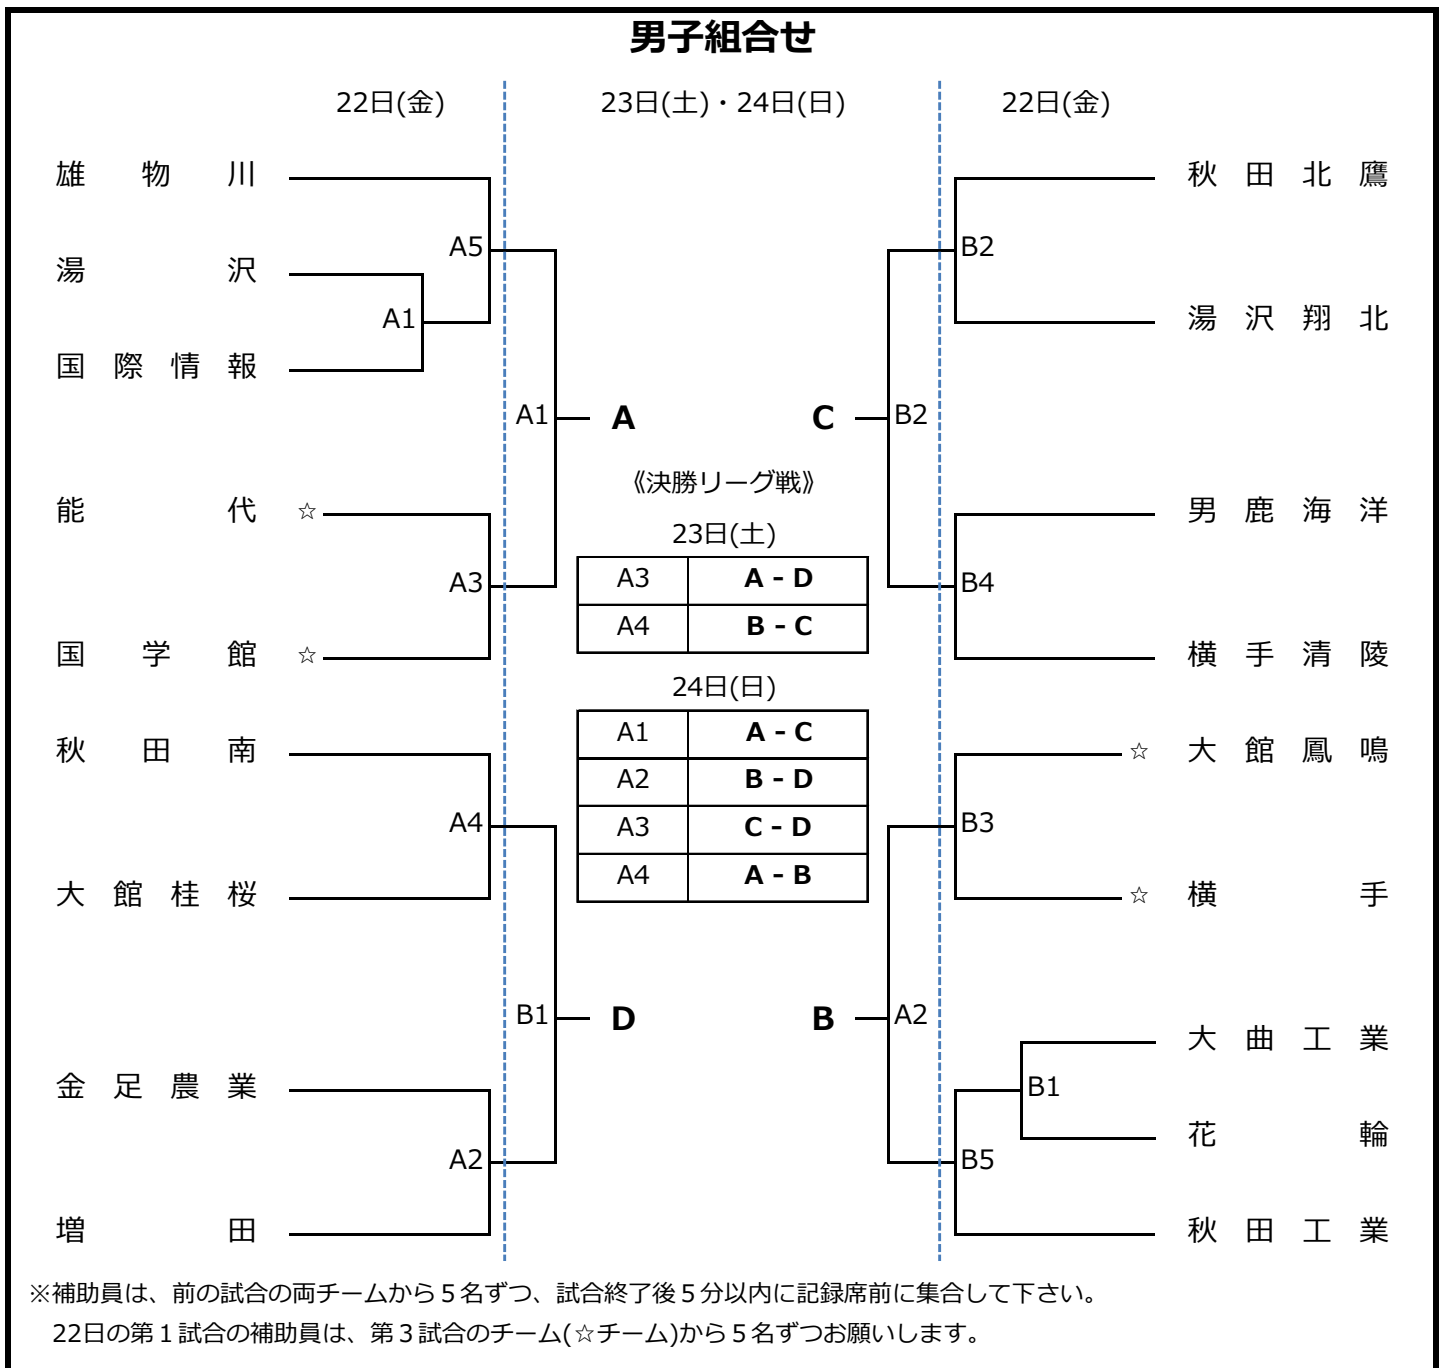 男子組合せ
22日(金) 23日(土)・24日(日) 22日(金)
雄物川 秋田北鷹
A5 B2
湯沢
A1 湯沢翔北
国際情報
A1 A C B2
《決勝リーグ戦》
能代 ☆ 男鹿海洋
23日(土)
A3 A3 A - D B4
A4 B - C
国学館 ☆ 横手清陵
24日(日)
秋田南 A1 A - C ☆ 大館鳳鳴
A2 B - D
A4 A3 C - D B3
A4 A - B
大館桂桜 ☆ 横手
B1 D B A2
大曲工業
金足農業 B1
花輪
A2 B5
増田 秋田工業
※補助員は、前の試合の両チームから５名ずつ、試合終了後５分以内に記録席前に集合して下さい。
22日の第１試合の補助員は、第３試合のチーム(☆チーム)から５名ずつお願いします。